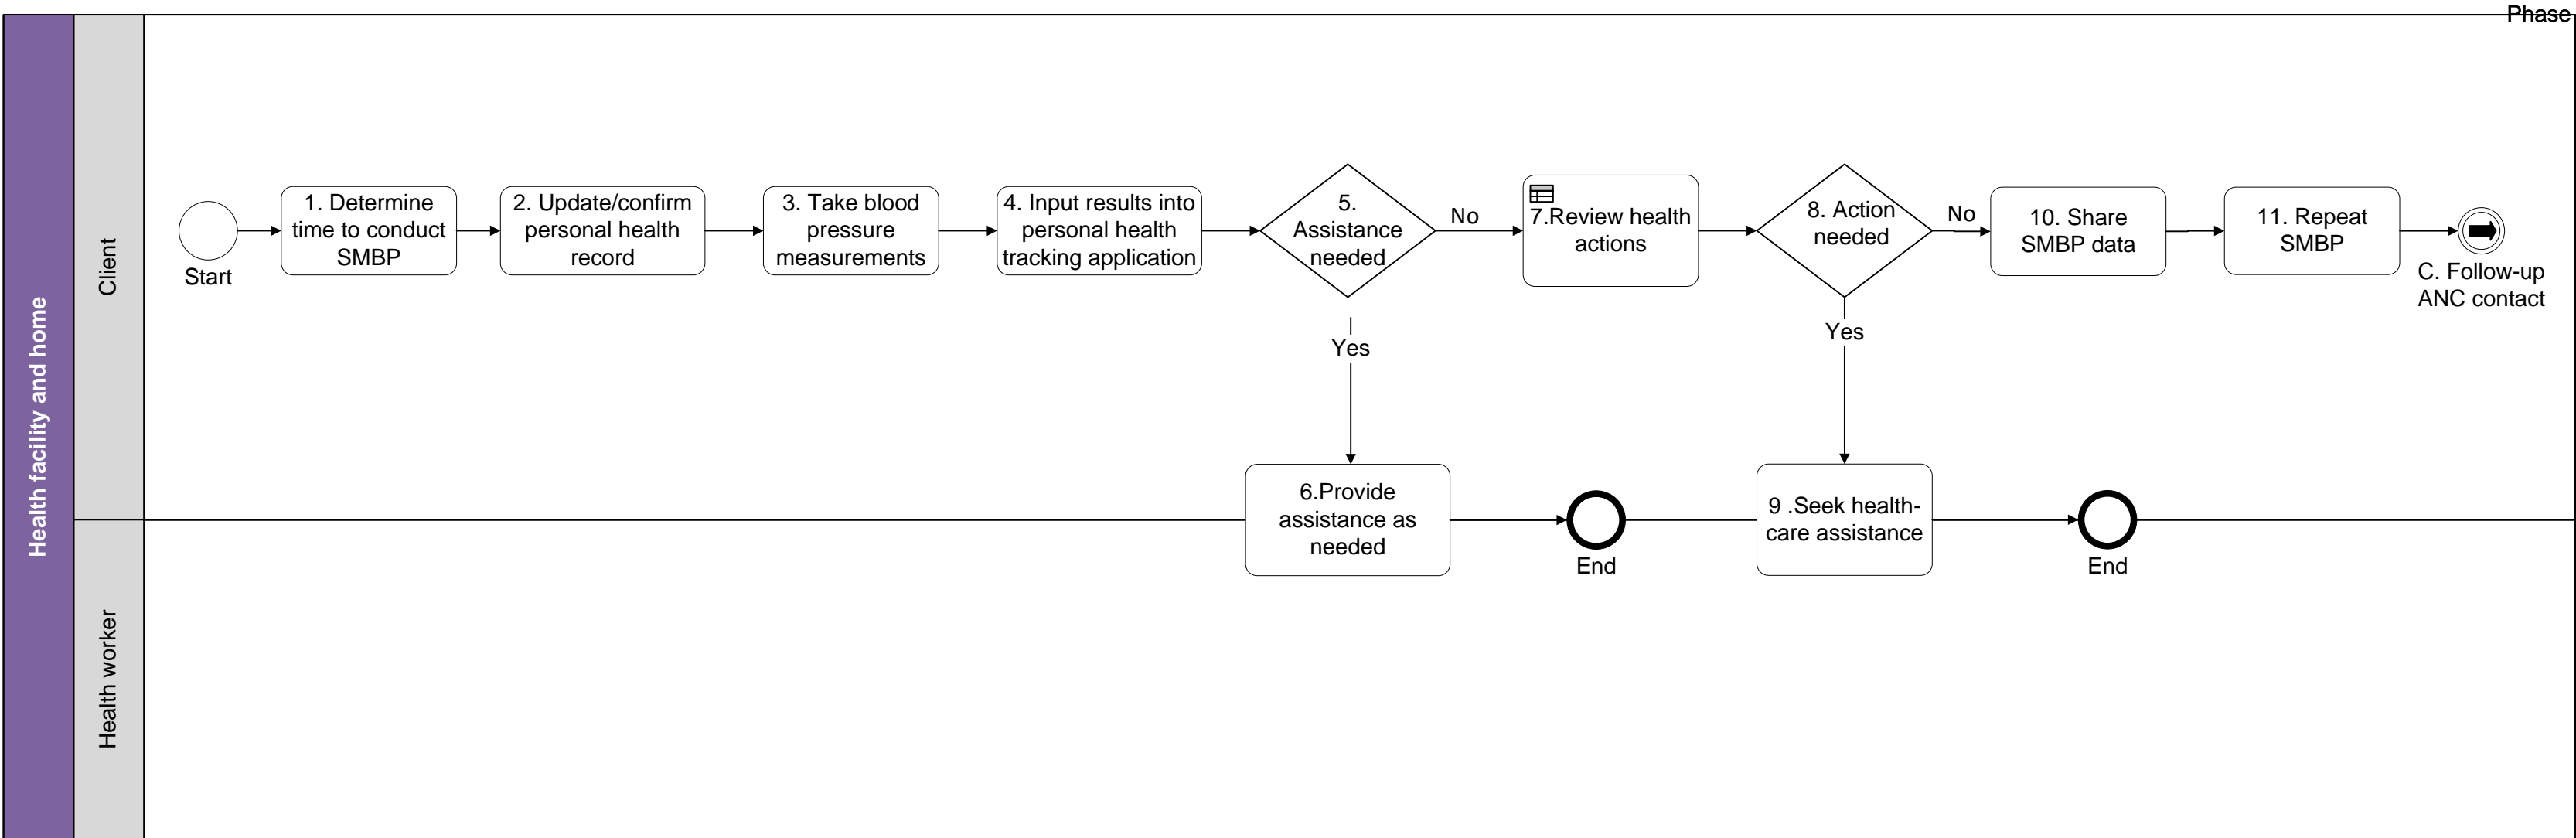 Phase
Health facility and home
Client
Health worker
Start
1. Determine
time to conduct
SMBP
2. Update/confirm
personal health
record
3. Take blood
pressure
measurements
4. Input results into
personal health
tracking application
5.
Assistance
needed
No
Yes
6.Provide
assistance as
needed
End
7.Review health
actions
8. Action
needed
No
Yes
9 .Seek health-
care assistance
End
10. Share
SMBP data
11. Repeat
SMBP
C. Follow-up
ANC contact